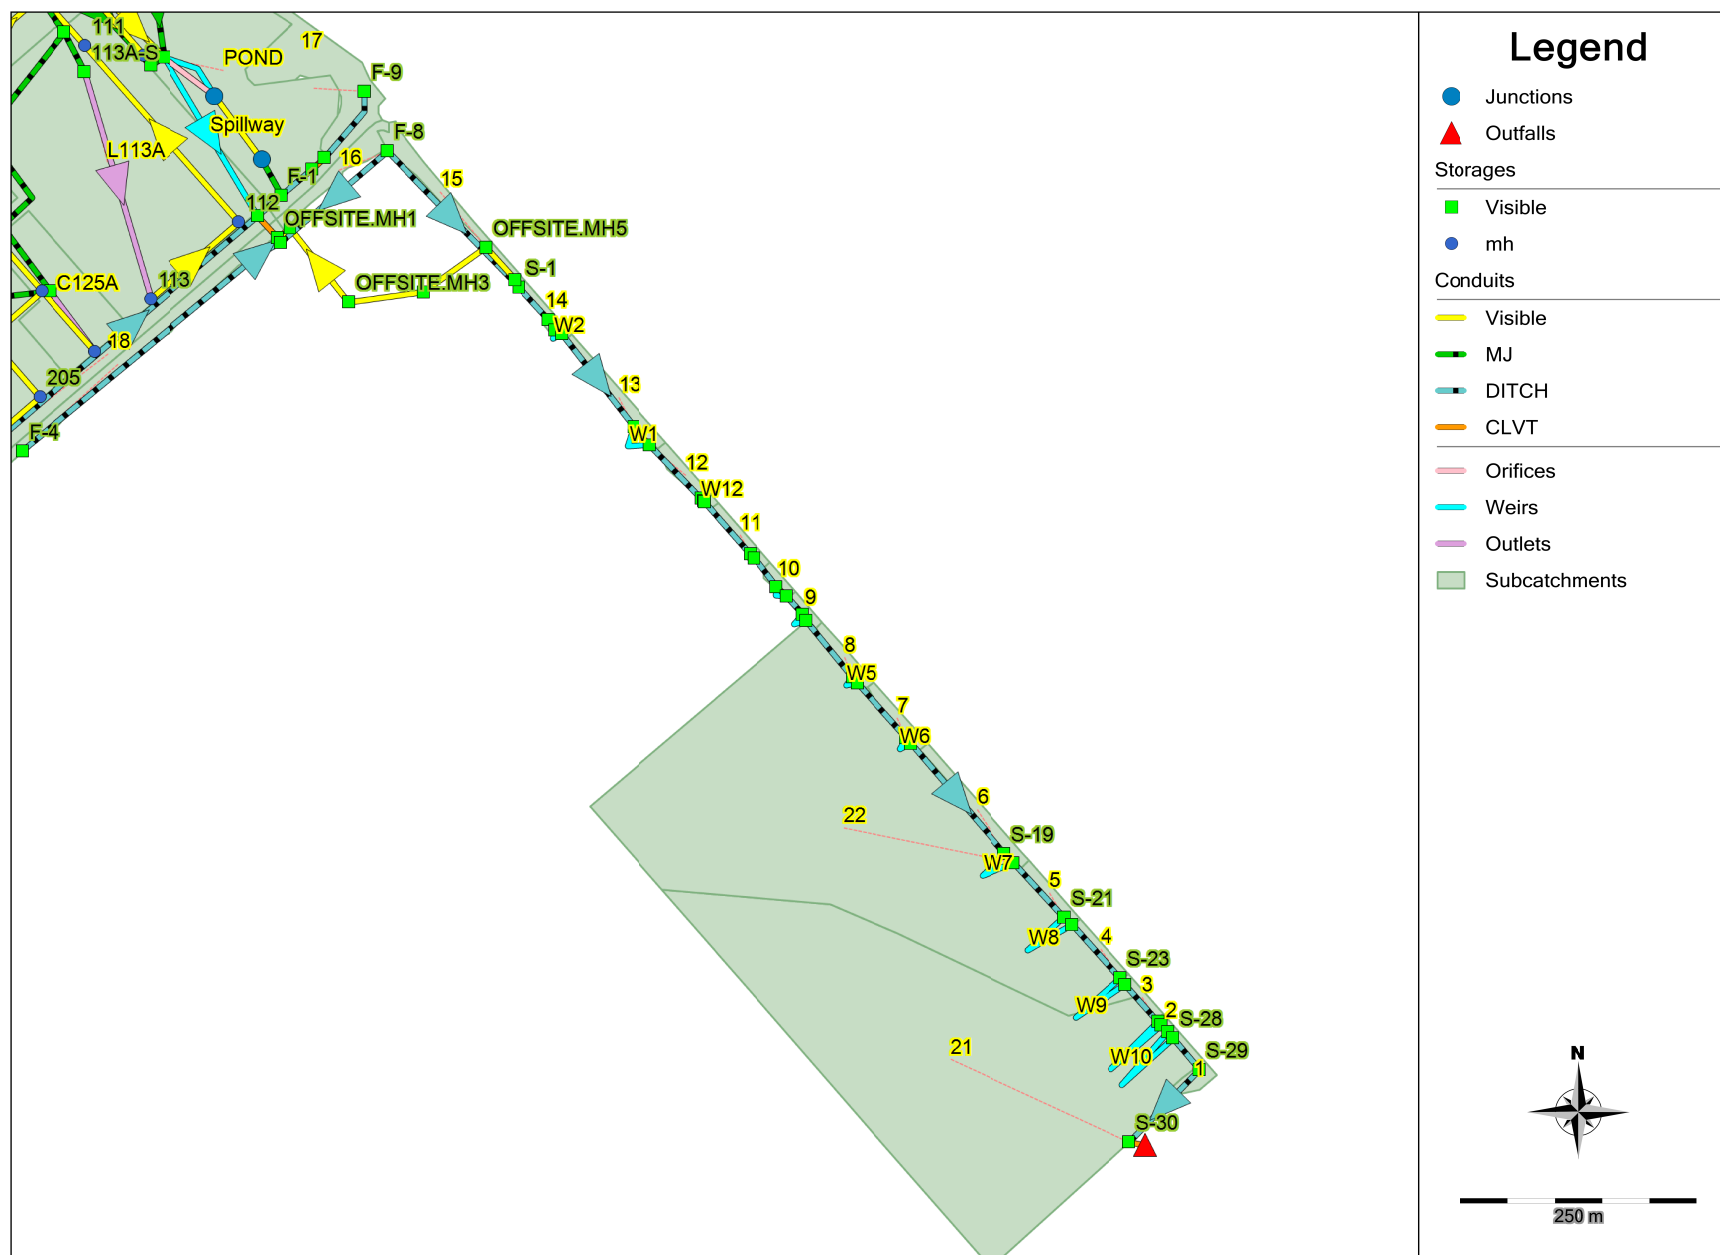 111
17
113A-S
POND
F-9
Spillway
F-8
L113A
16
F-1
15
112
OFFSITE.MH1
OFFSITE.MH5
113
OFFSITE.MH3
S-1
C125A
14
W2
18
205
13
F-4
W1
12
W12
11
10
9
8
W5
7
W6
6
22
S-19
W7
5
S-21
W8
4
S-23
3
W9
2
S-28
21
W10
S-29
1
S-30
Legend
Junctions
Outfalls
Storages
Visible
mh
Conduits
Visible
MJ
DITCH
CLVT
Orifices
Weirs
Outlets
Subcatchments
N
250 m